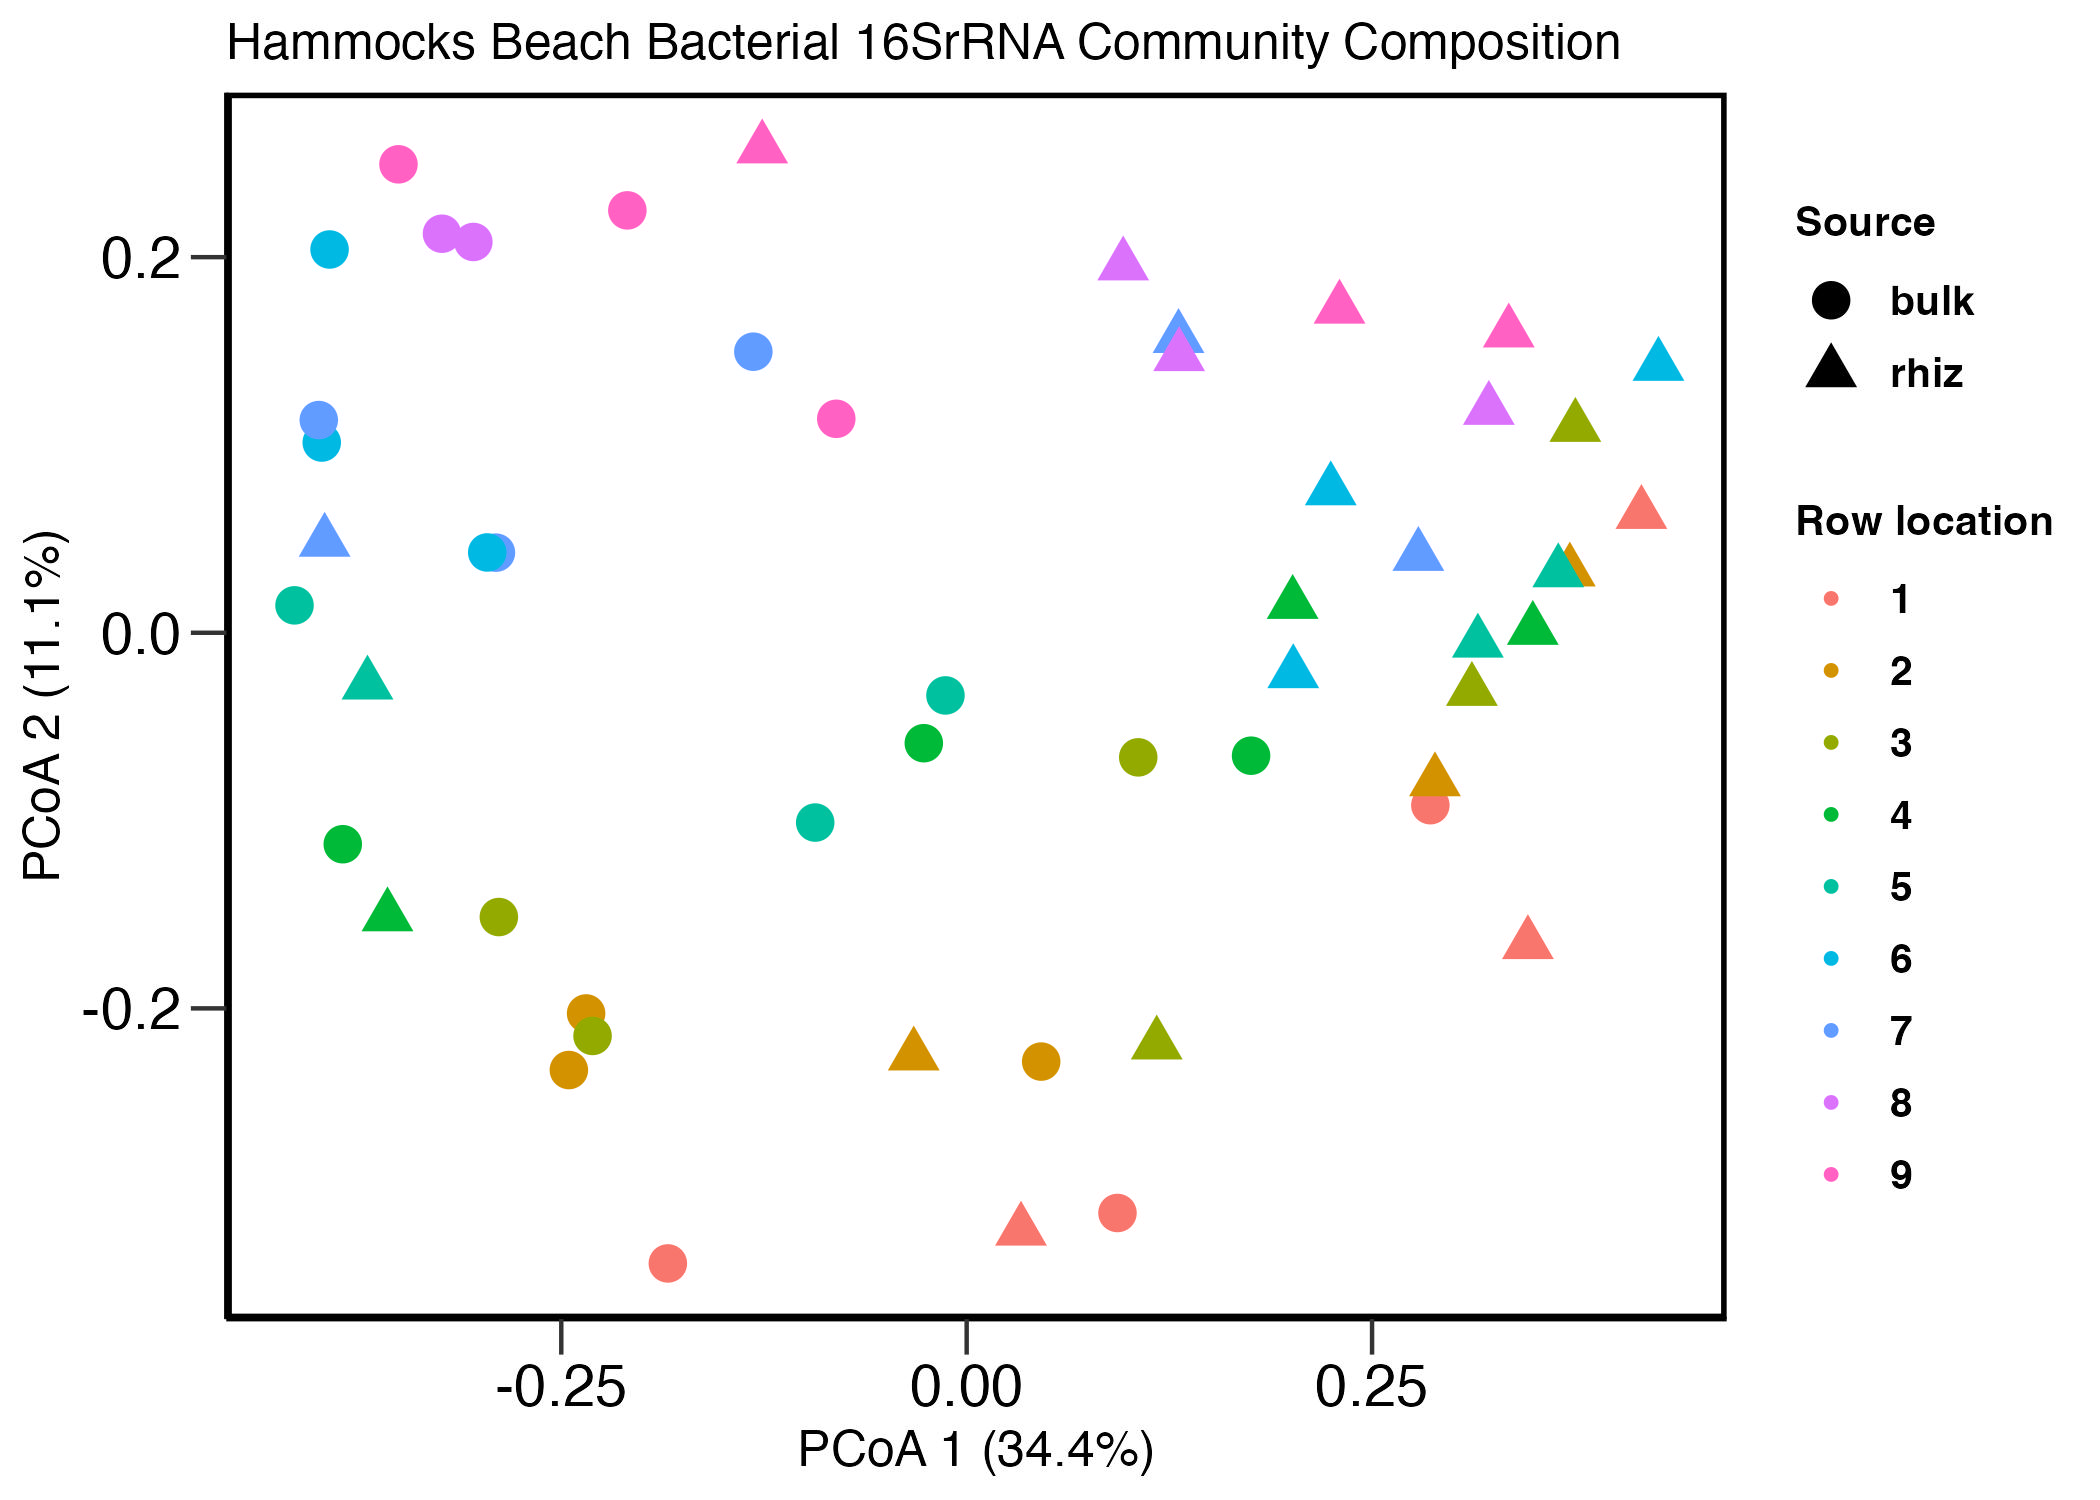 Hammocks Beach Bacterial 16SrRNA Community Composition
PCoA 2 (11.1%)
0.2
0.0
-0.2
-0.25
0.00
0.25
PCoA 1 (34.4%)
Source
bulk
rhiz
Row location
1
2
3
4
5
6
7
8
9